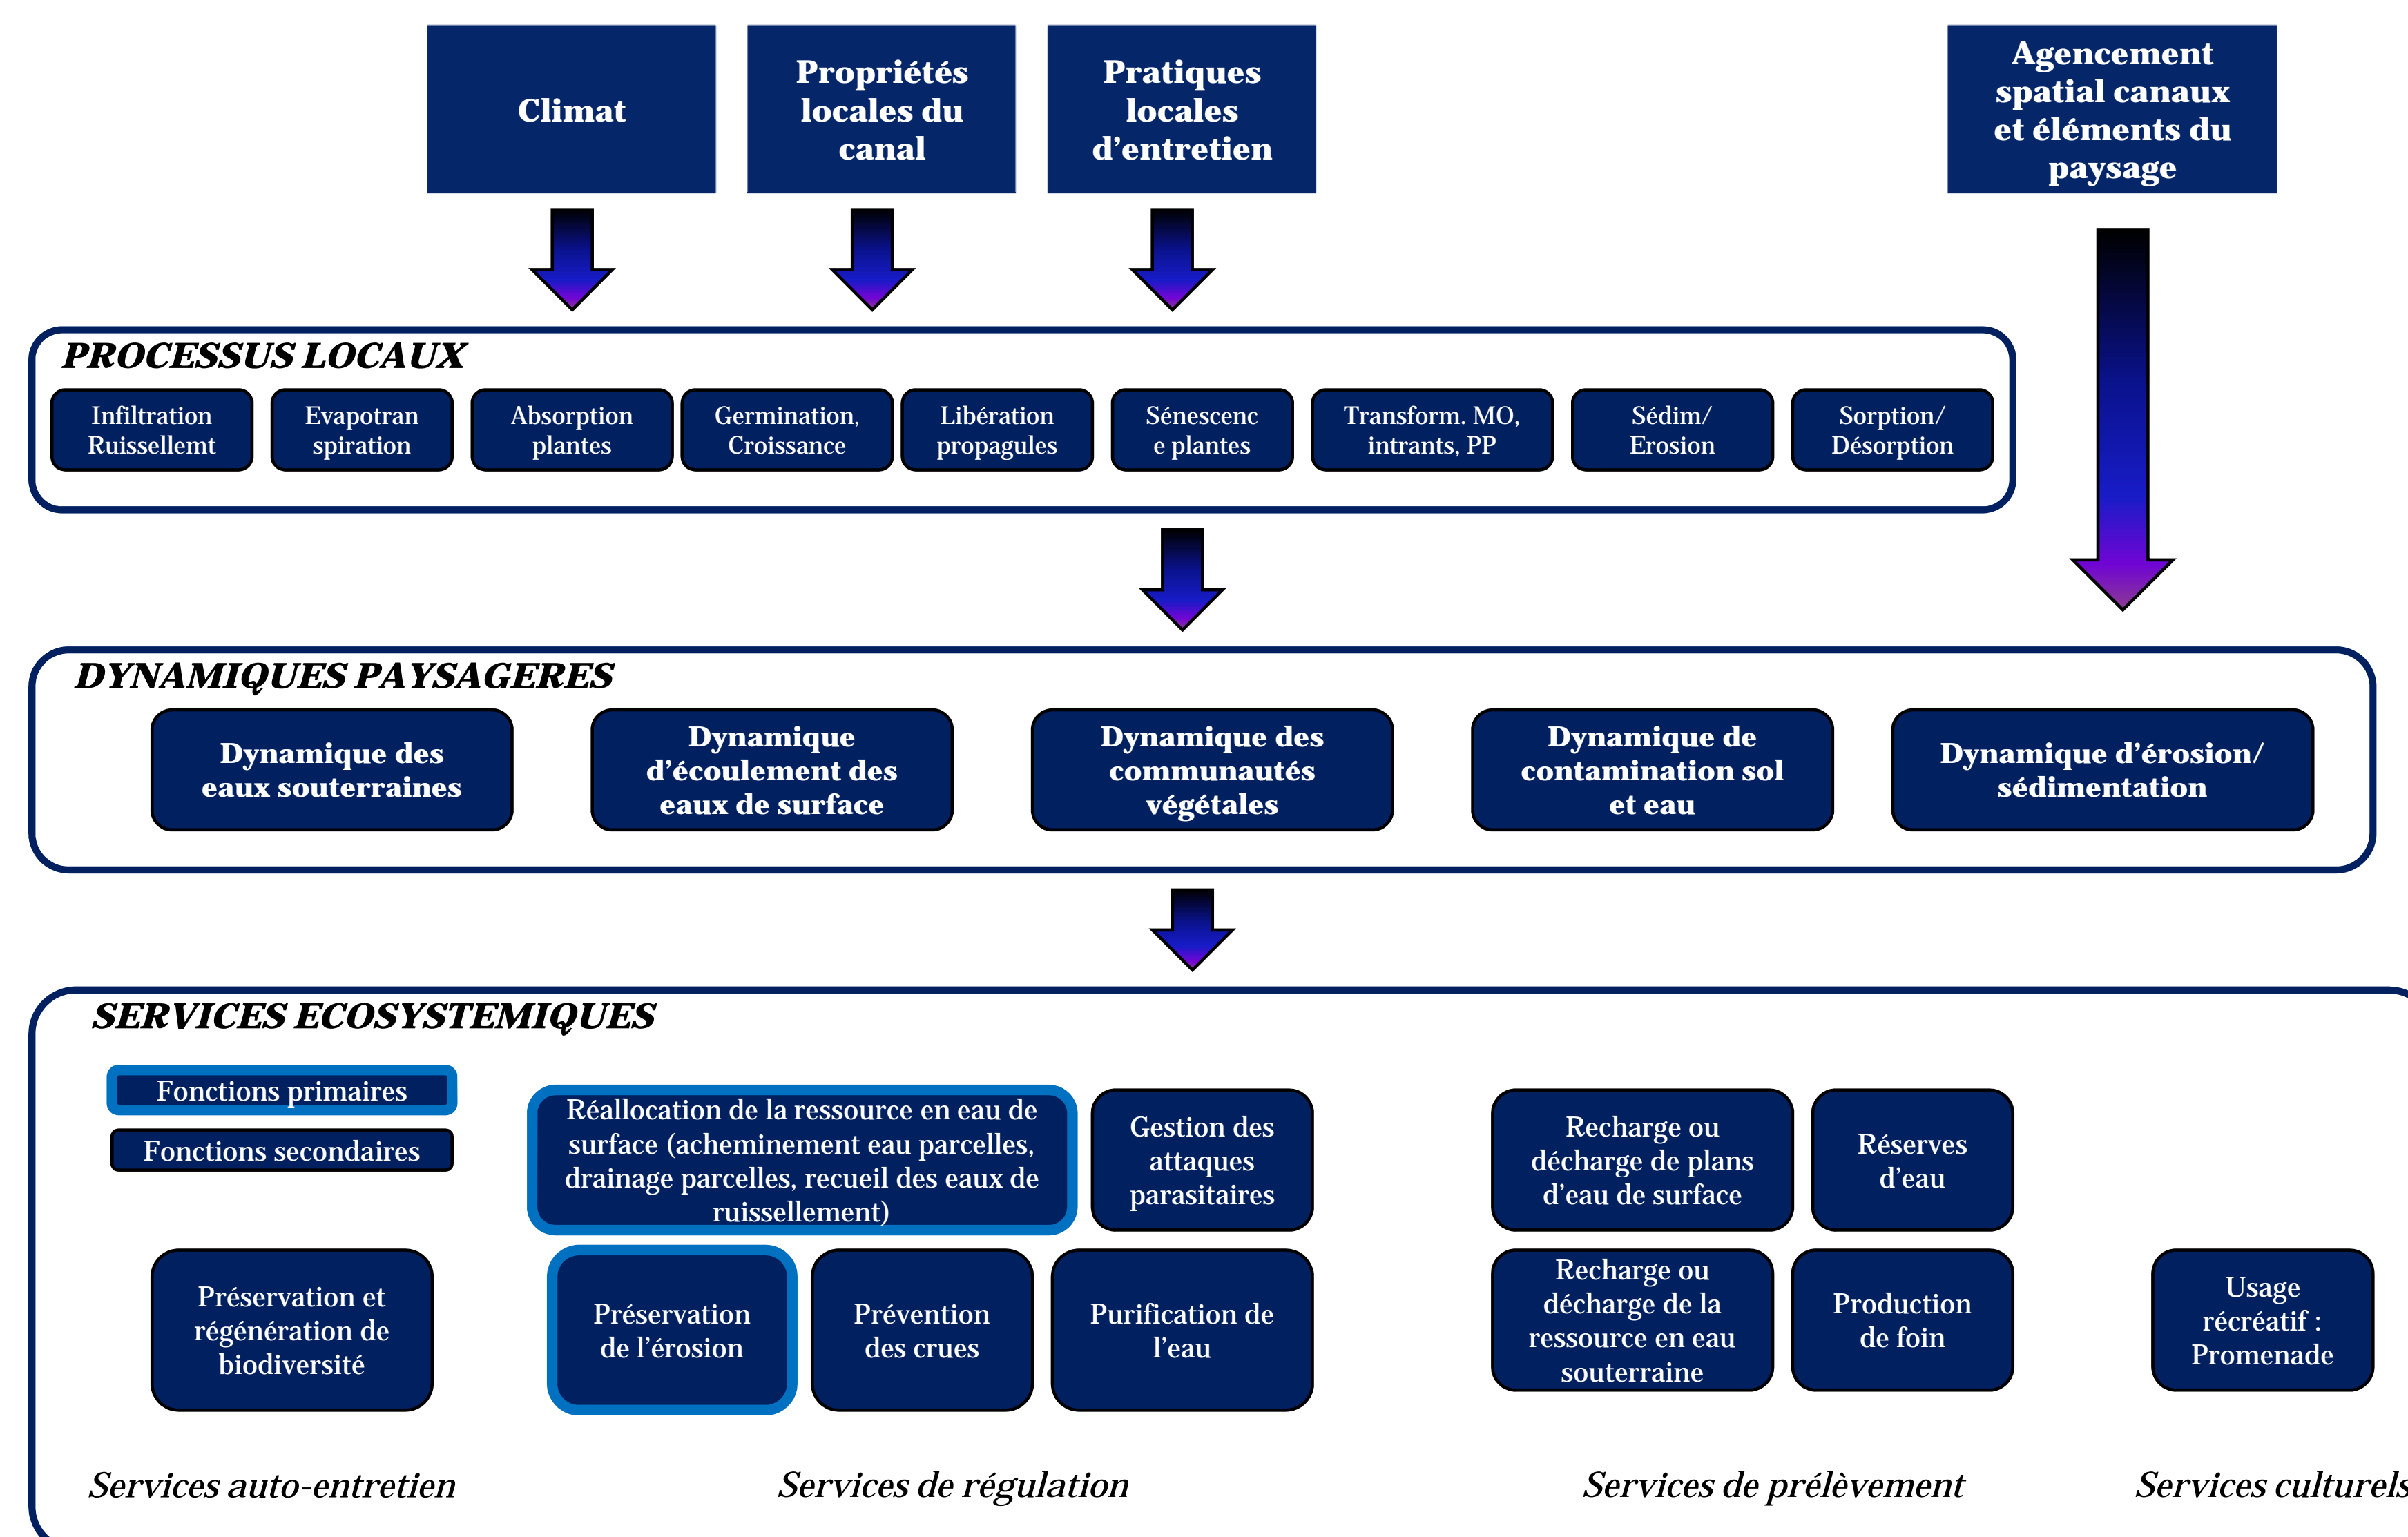 Climat
Propriétés
locales du
canal
Pratiques
locales
d’entretien
Agencement
spatial canaux
et éléments du
paysage
PROCESSUS LOCAUX
Infiltration
Ruissellemt
Evapotran
spiration
Absorption
plantes
Germination,
Croissance
Libération
propagules
Sénescenc
e plantes
Transform. MO,
intrants, PP
Sédim/
Erosion
Sorption/
Désorption
DYNAMIQUES PAYSAGERES
Dynamique des
eaux souterraines
Dynamique
d’écoulement des
eaux de surface
Dynamique des
communautés
végétales
Dynamique de
contamination sol
et eau
Dynamique d’érosion/
sédimentation
SERVICES ECOSYSTEMIQUES
Fonctions primaires
Fonctions secondaires
Réallocation de la ressource en eau de
surface (acheminement eau parcelles,
drainage parcelles, recueil des eaux de
ruissellement)
Gestion des
attaques
parasitaires
Recharge ou
décharge de plans
d’eau de surface
Réserves
d’eau
Préservation et
régénération de
biodiversité
Préservation
de l’érosion
Prévention
des crues
Purification de
l’eau
Recharge ou
décharge de la
ressource en eau
souterraine
Production
de foin
Usage
récréatif :
Promenade
Services auto-entretien
Services de régulation
Services de prélèvement
Services culturels